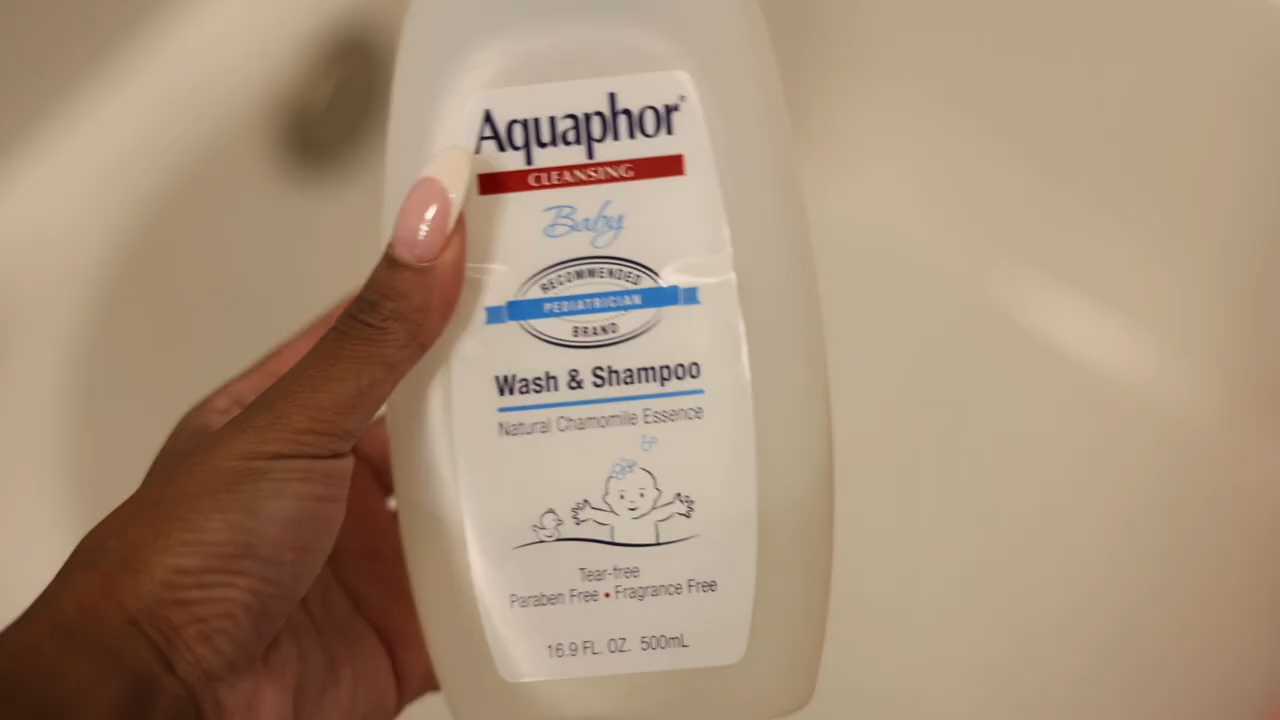 Aquaphor®
CLEANSING
Baby
RECOMMENDED
PEDIATRICIAN
BRAND
Wash & Shampoo
Natural Chamomile Essence
Tear-free
Paraben Free • Fragrance Free
16.9 FL. OZ. 500mL